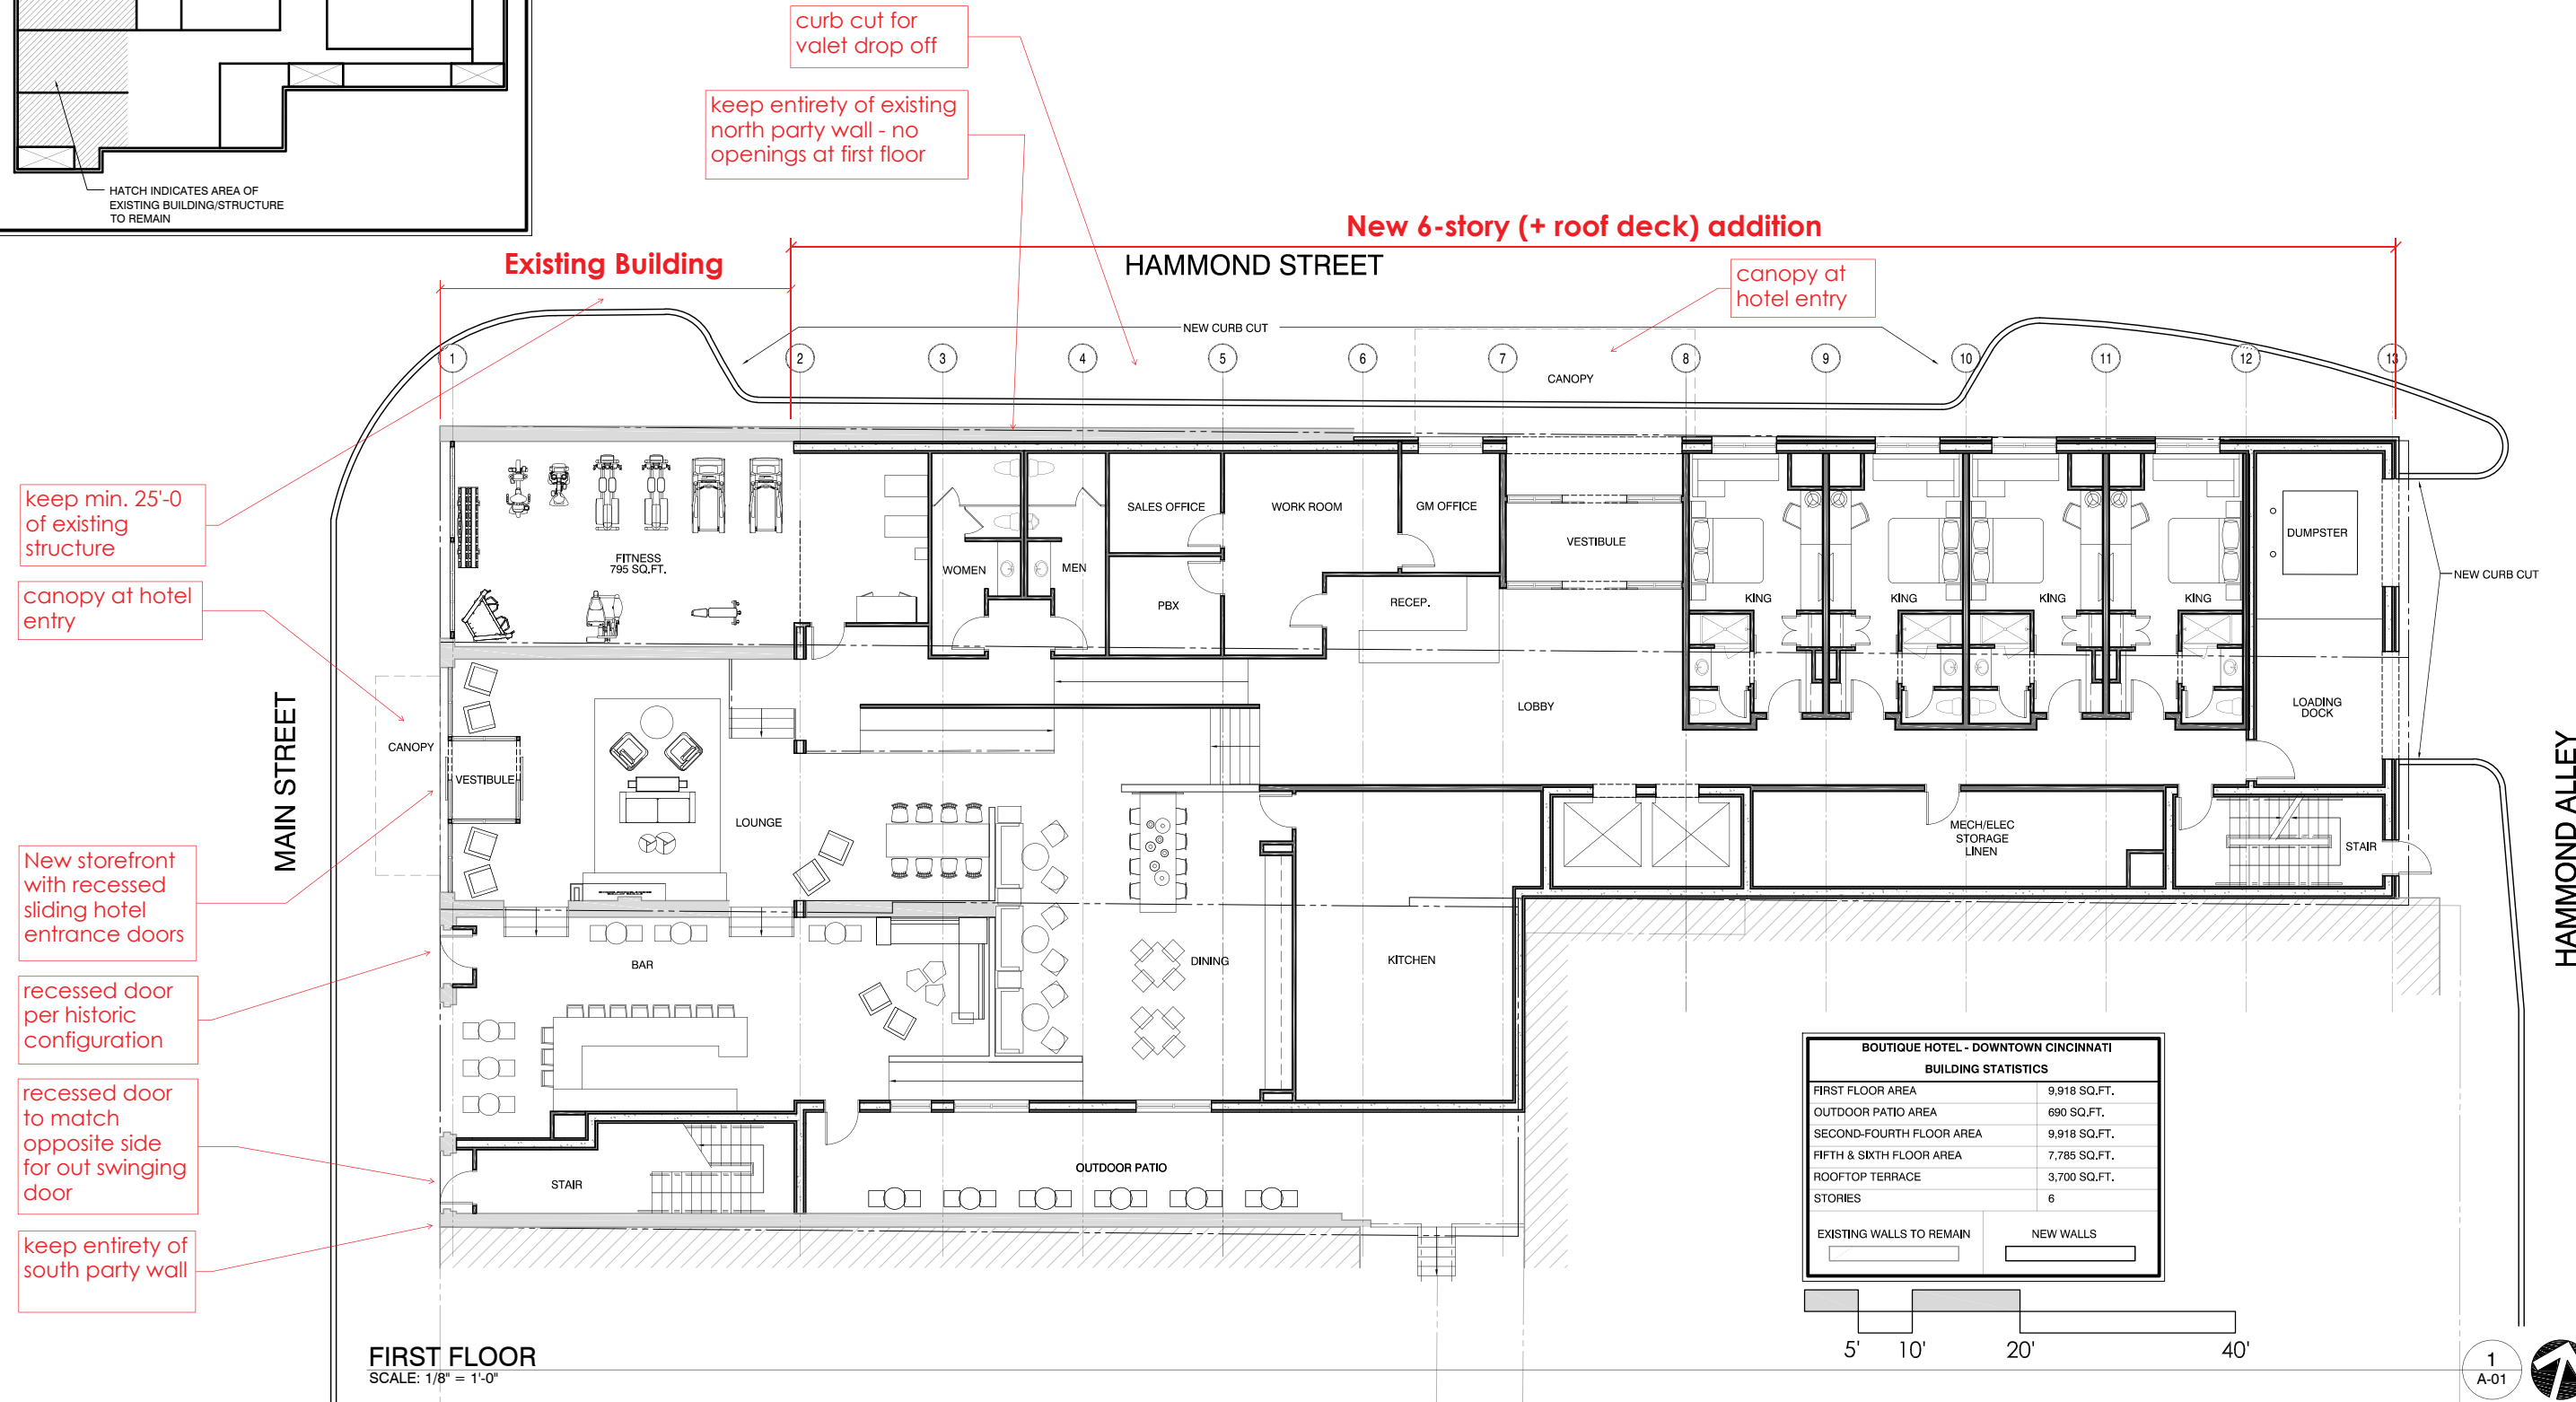 HATCH INDICATES AREA OF
EXISTING BUILDING/STRUCTURE
TO REMAIN
curb cut for
valet drop off
keep entirety of existing
north party wall - no
openings at first floor
New 6-story (+ roof deck) addition
Existing Building
HAMMOND STREET
canopy at
hotel entry
NEW CURB CUT
1
2
3
4
5
6
7
8
9
10
11
12
13
CANOPY
keep min. 25'-0
of existing
structure
canopy at hotel
entry
New storefront
with recessed
sliding hotel
entrance doors
recessed door
per historic
configuration
recessed door
to match
opposite side
for out swinging
door
keep entirety of
south party wall
MAIN STREET
CANOPY
VESTIBULE
FITNESS
795 SQ.FT.
WOMEN
MEN
SALES OFFICE
PBX
WORK ROOM
GM OFFICE
RECEP.
VESTIBULE
KING
KING
KING
KING
DUMPSTER
NEW CURB CUT
LOADING
DOCK
LOBBY
LOUNGE
MECH/ELEC
STORAGE
LINEN
STAIR
HAMMOND ALLEY
BAR
DINING
KITCHEN
STAIR
OUTDOOR PATIO
BOUTIQUE HOTEL - DOWNTOWN CINCINNATI
BUILDING STATISTICS
FIRST FLOOR AREA 9,918 SQ.FT.
OUTDOOR PATIO AREA 690 SQ.FT.
SECOND-FOURTH FLOOR AREA 9,918 SQ.FT.
FIFTH & SIXTH FLOOR AREA 7,785 SQ.FT.
ROOFTOP TERRACE 3,700 SQ.FT.
STORIES 6
EXISTING WALLS TO REMAIN NEW WALLS
5' 10' 20' 40'
FIRST FLOOR
SCALE: 1/8" = 1'-0"
1
A-01